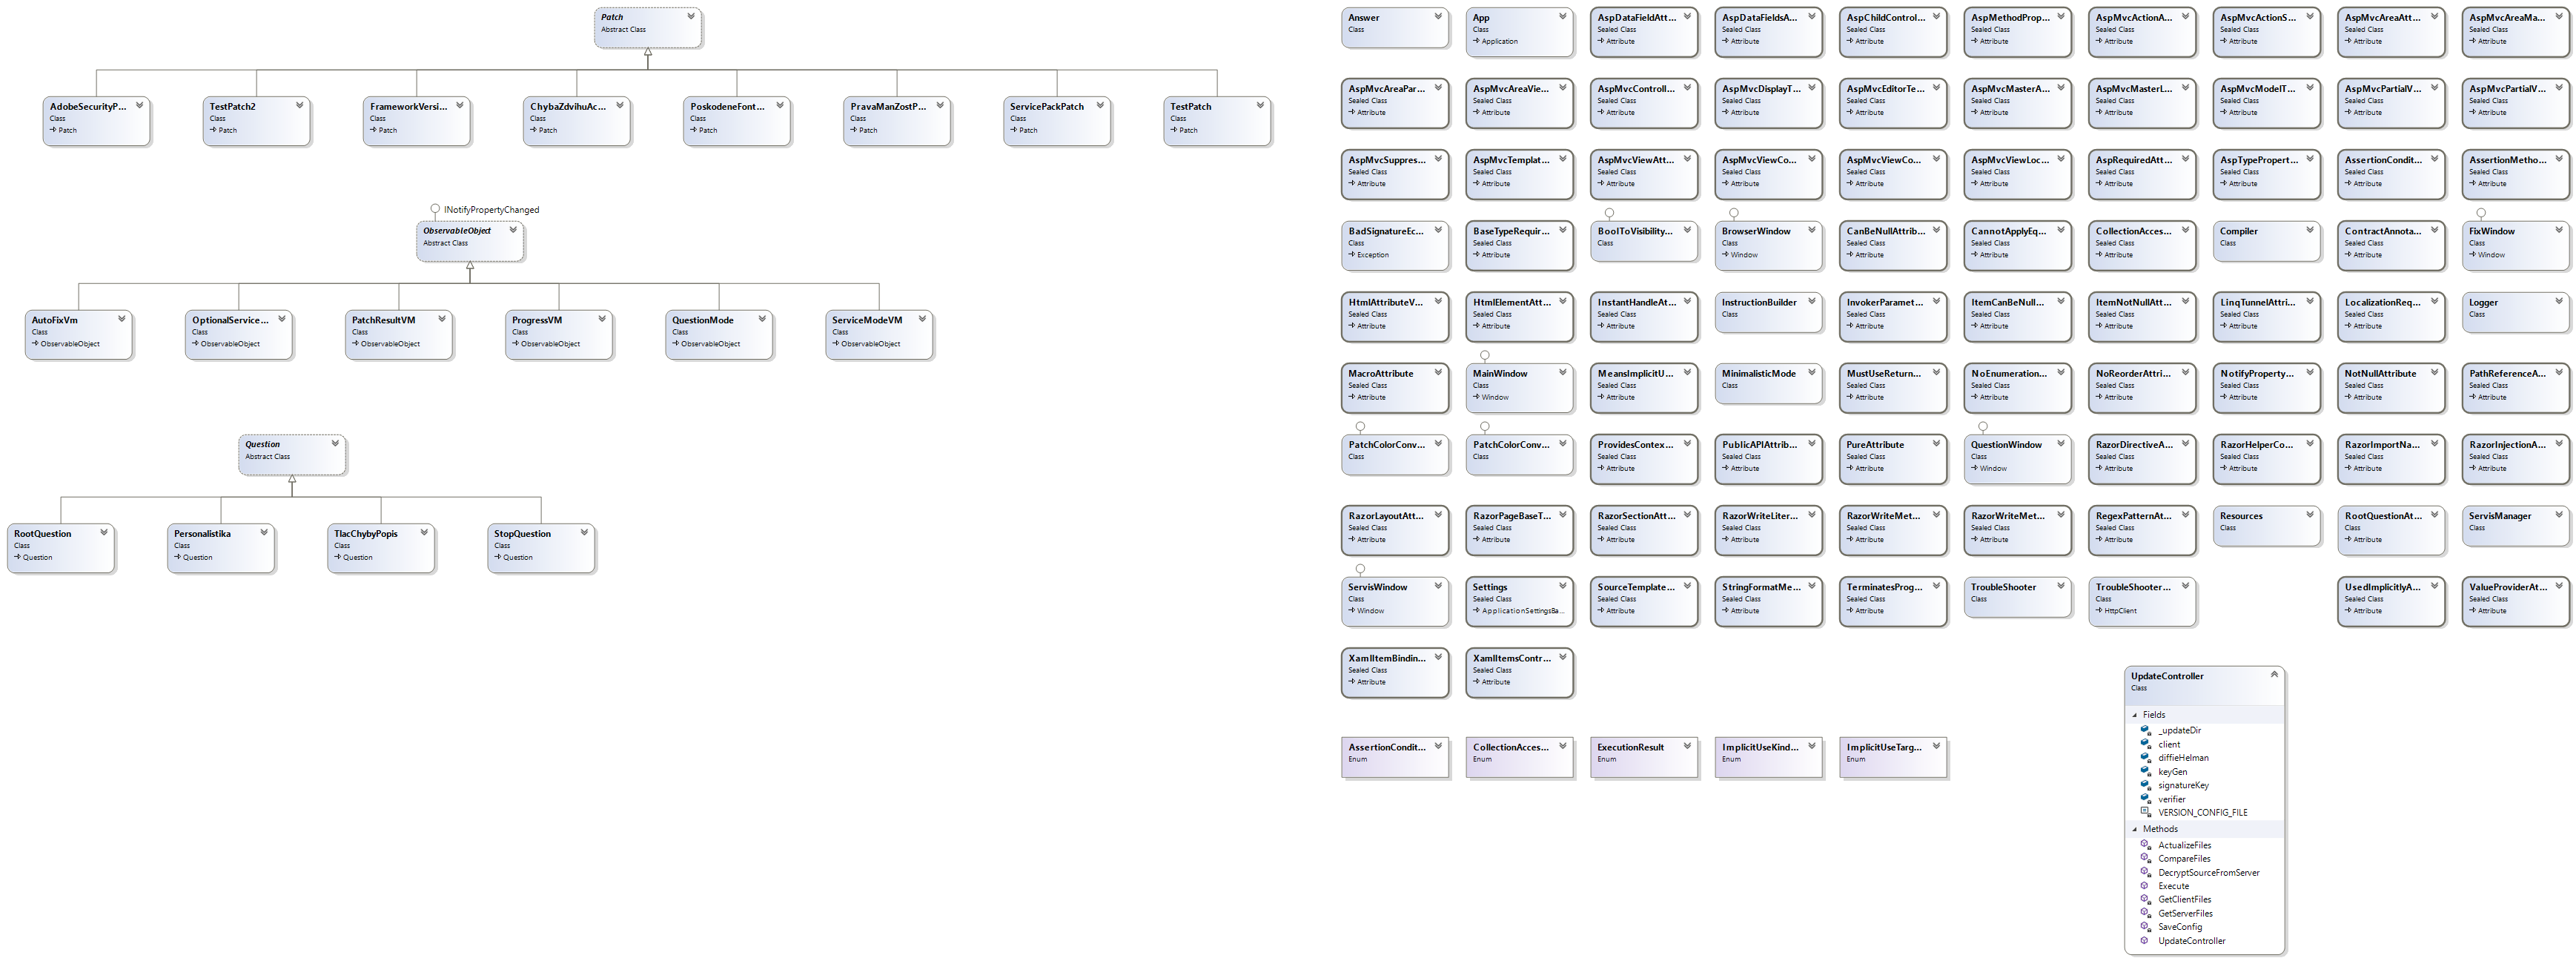 Patch
Abstract Class
AdobeSecurityP...
Class
Patch
TestPatch2
Class
Patch
FrameworkVersi...
Class
Patch
ChybaZdvihuAc...
Class
Patch
PoskodeneFont...
Class
Patch
PravaManZostP...
Class
Patch
ServicePackPatch
Class
Patch
TestPatch
Class
Patch
INotifyPropertyChanged
ObservableObject
Abstract Class
AutoFixVm
Class
ObservableObject
OptionalService...
Class
ObservableObject
PatchResultVM
Class
ObservableObject
ProgressVM
Class
ObservableObject
QuestionMode
Class
ObservableObject
ServiceModeVM
Class
ObservableObject
Question
Abstract Class
RootQuestion
Class
Question
Personalistika
Class
Question
TlacChybyPopis
Class
Question
StopQuestion
Class
Question
Answer
Class
App
Class
Application
AspDataFieldAtt...
Sealed Class
Attribute
AspDataFieldsA...
Sealed Class
Attribute
AspChildControl...
Sealed Class
Attribute
AspMethodProp...
Sealed Class
Attribute
AspMvcActionA...
Sealed Class
Attribute
AspMvcActionS...
Sealed Class
Attribute
AspMvcAreaAtt...
Sealed Class
Attribute
AspMvcAreaMa...
Sealed Class
Attribute
AspMvcAreaPar...
Sealed Class
Attribute
AspMvcAreaVie...
Sealed Class
Attribute
AspMvcControll...
Sealed Class
Attribute
AspMvcDisplayT...
Sealed Class
Attribute
AspMvcEditorTe...
Sealed Class
Attribute
AspMvcMasterA...
Sealed Class
Attribute
AspMvcMasterL...
Sealed Class
Attribute
AspMvcModelT...
Sealed Class
Attribute
AspMvcPartialV...
Sealed Class
Attribute
AspMvcPartialV...
Sealed Class
Attribute
AspMvcSuppres...
Sealed Class
Attribute
AspMvcTemplat...
Sealed Class
Attribute
AspMvcViewAtt...
Sealed Class
Attribute
AspMvcViewCo...
Sealed Class
Attribute
AspMvcViewCo...
Sealed Class
Attribute
AspMvcViewLoc...
Sealed Class
Attribute
AspRequiredAtt...
Sealed Class
Attribute
AspTypePropert...
Sealed Class
Attribute
AssertionCondit...
Sealed Class
Attribute
AssertionMetho...
Sealed Class
Attribute
BadSignatureEc...
Class
Exception
BaseTypeRequir...
Sealed Class
Attribute
BoolToVisibility...
Class
BrowserWindow
Class
Window
CanBeNullAttrib...
Sealed Class
Attribute
CannotApplyEq...
Sealed Class
Attribute
CollectionAcces...
Sealed Class
Attribute
Compiler
Class
ContractAnnota...
Sealed Class
Attribute
FixWindow
Class
Window
HtmlAttributeV...
Sealed Class
Attribute
HtmlElementAtt...
Sealed Class
Attribute
InstantHandleAt...
Sealed Class
Attribute
InstructionBuilder
Class
InvokerParamet...
Sealed Class
Attribute
ItemCanBeNull...
Sealed Class
Attribute
ItemNotNullAtt...
Sealed Class
Attribute
LinqTunnelAttri...
Sealed Class
Attribute
LocalizationReq...
Sealed Class
Attribute
Logger
Class
MacroAttribute
Sealed Class
Attribute
MainWindow
Class
Window
MeansImplicitU...
Sealed Class
Attribute
MinimalisticMode
Class
MustUseReturn...
Sealed Class
Attribute
NoEnumeration...
Sealed Class
Attribute
NoReorderAttri...
Sealed Class
Attribute
NotifyProperty...
Sealed Class
Attribute
NotNullAttribute
Sealed Class
Attribute
PathReferenceA...
Sealed Class
Attribute
PatchColorConv...
Class
PatchColorConv...
Class
ProvidesContex...
Sealed Class
Attribute
PublicAPIAttrib...
Sealed Class
Attribute
PureAttribute
Sealed Class
Attribute
QuestionWindow
Class
Window
RazorDirectiveA...
Sealed Class
Attribute
RazorHelperCo...
Sealed Class
Attribute
RazorImportNa...
Sealed Class
Attribute
RazorInjectionA...
Sealed Class
Attribute
RazorLayoutAtt...
Sealed Class
Attribute
RazorPageBaseT...
Sealed Class
Attribute
RazorSectionAtt...
Sealed Class
Attribute
RazorWriteLiter...
Sealed Class
Attribute
RazorWriteMet...
Sealed Class
Attribute
RazorWriteMet...
Sealed Class
Attribute
RegexPatternAt...
Sealed Class
Attribute
Resources
Class
RootQuestionAt...
Class
Attribute
ServisManager
Class
ServisWindow
Class
Window
Settings
Sealed Class
ApplicationSettingsBa...
SourceTemplate...
Sealed Class
Attribute
StringFormatMe...
Sealed Class
Attribute
TerminatesProg...
Sealed Class
Attribute
TroubleShooter
Class
TroubleShooter...
Class
HttpClient
UsedImplicitlyA...
Sealed Class
Attribute
ValueProviderAt...
Sealed Class
Attribute
XamlItemBindin...
Sealed Class
Attribute
XamlItemsContr...
Sealed Class
Attribute
AssertionCondit...
Enum
CollectionAcces...
Enum
ExecutionResult
Enum
ImplicitUseKind...
Enum
ImplicitUseTarg...
Enum
UpdateController
Class
Fields
_updateDir
client
diffieHelman
keyGen
signatureKey
verifier
VERSION_CONFIG_FILE
Methods
ActualizeFiles
CompareFiles
DecryptSourceFromServer
Execute
GetClientFiles
GetServerFiles
SaveConfig
UpdateController